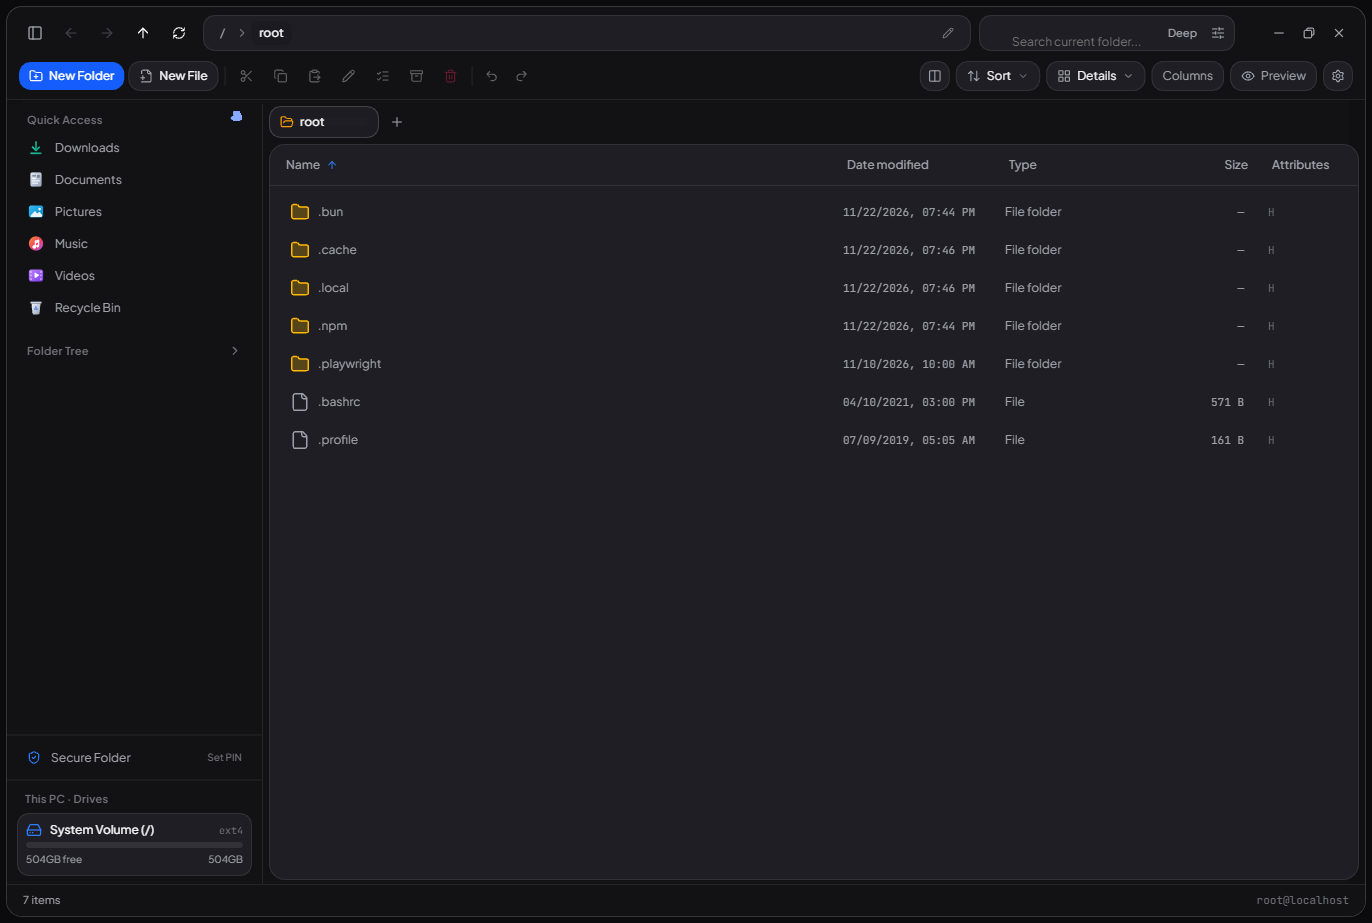 / > root
Search current folder... Deep
New Folder New File Sort Details Columns Preview
Quick Access
Downloads
Documents
Pictures
Music
Videos
Recycle Bin
Folder Tree
root
Name Date modified Type Size Attributes
.bun 11/22/2026, 07:44 PM File folder — H
.cache 11/22/2026, 07:46 PM File folder — H
.local 11/22/2026, 07:46 PM File folder — H
.npm 11/22/2026, 07:44 PM File folder — H
.playwright 11/10/2026, 10:00 AM File folder — H
.bashrc 04/10/2021, 03:00 PM File 571 B H
.profile 07/09/2019, 05:05 AM File 161 B H
Secure Folder Set PIN
This PC · Drives
System Volume (/) ext4
504GB free 504GB
7 items root@localhost